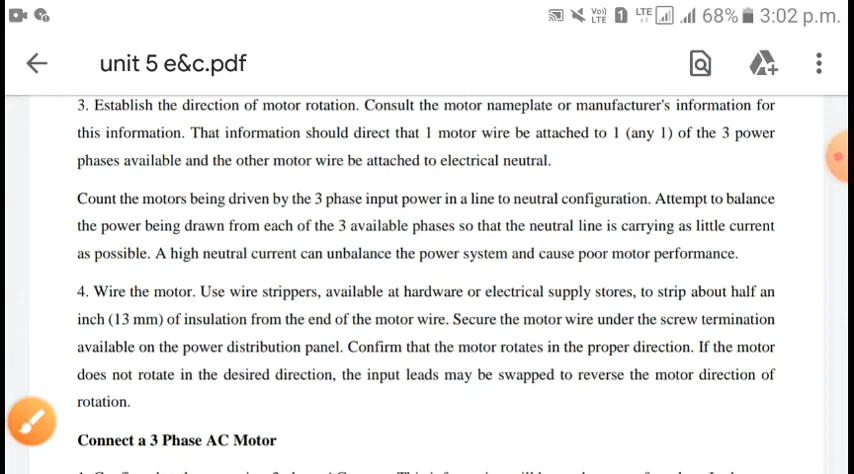 Vo)) LTE 1 LTE 68% 3:02 p.m.
unit 5 e&c.pdf
3. Establish the direction of motor rotation. Consult the motor nameplate or manufacturer's information for
this information. That information should direct that 1 motor wire be attached to 1 (any 1) of the 3 power
phases available and the other motor wire be attached to electrical neutral.
Count the motors being driven by the 3 phase input power in a line to neutral configuration. Attempt to balance
the power being drawn from each of the 3 available phases so that the neutral line is carrying as little current
as possible. A high neutral current can unbalance the power system and cause poor motor performance.
4. Wire the motor. Use wire strippers, available at hardware or electrical supply stores, to strip about half an
inch (13 mm) of insulation from the end of the motor wire. Secure the motor wire under the screw termination
available on the power distribution panel. Confirm that the motor rotates in the proper direction. If the motor
does not rotate in the desired direction, the input leads may be swapped to reverse the motor direction of
rotation.
Connect a 3 Phase AC Motor